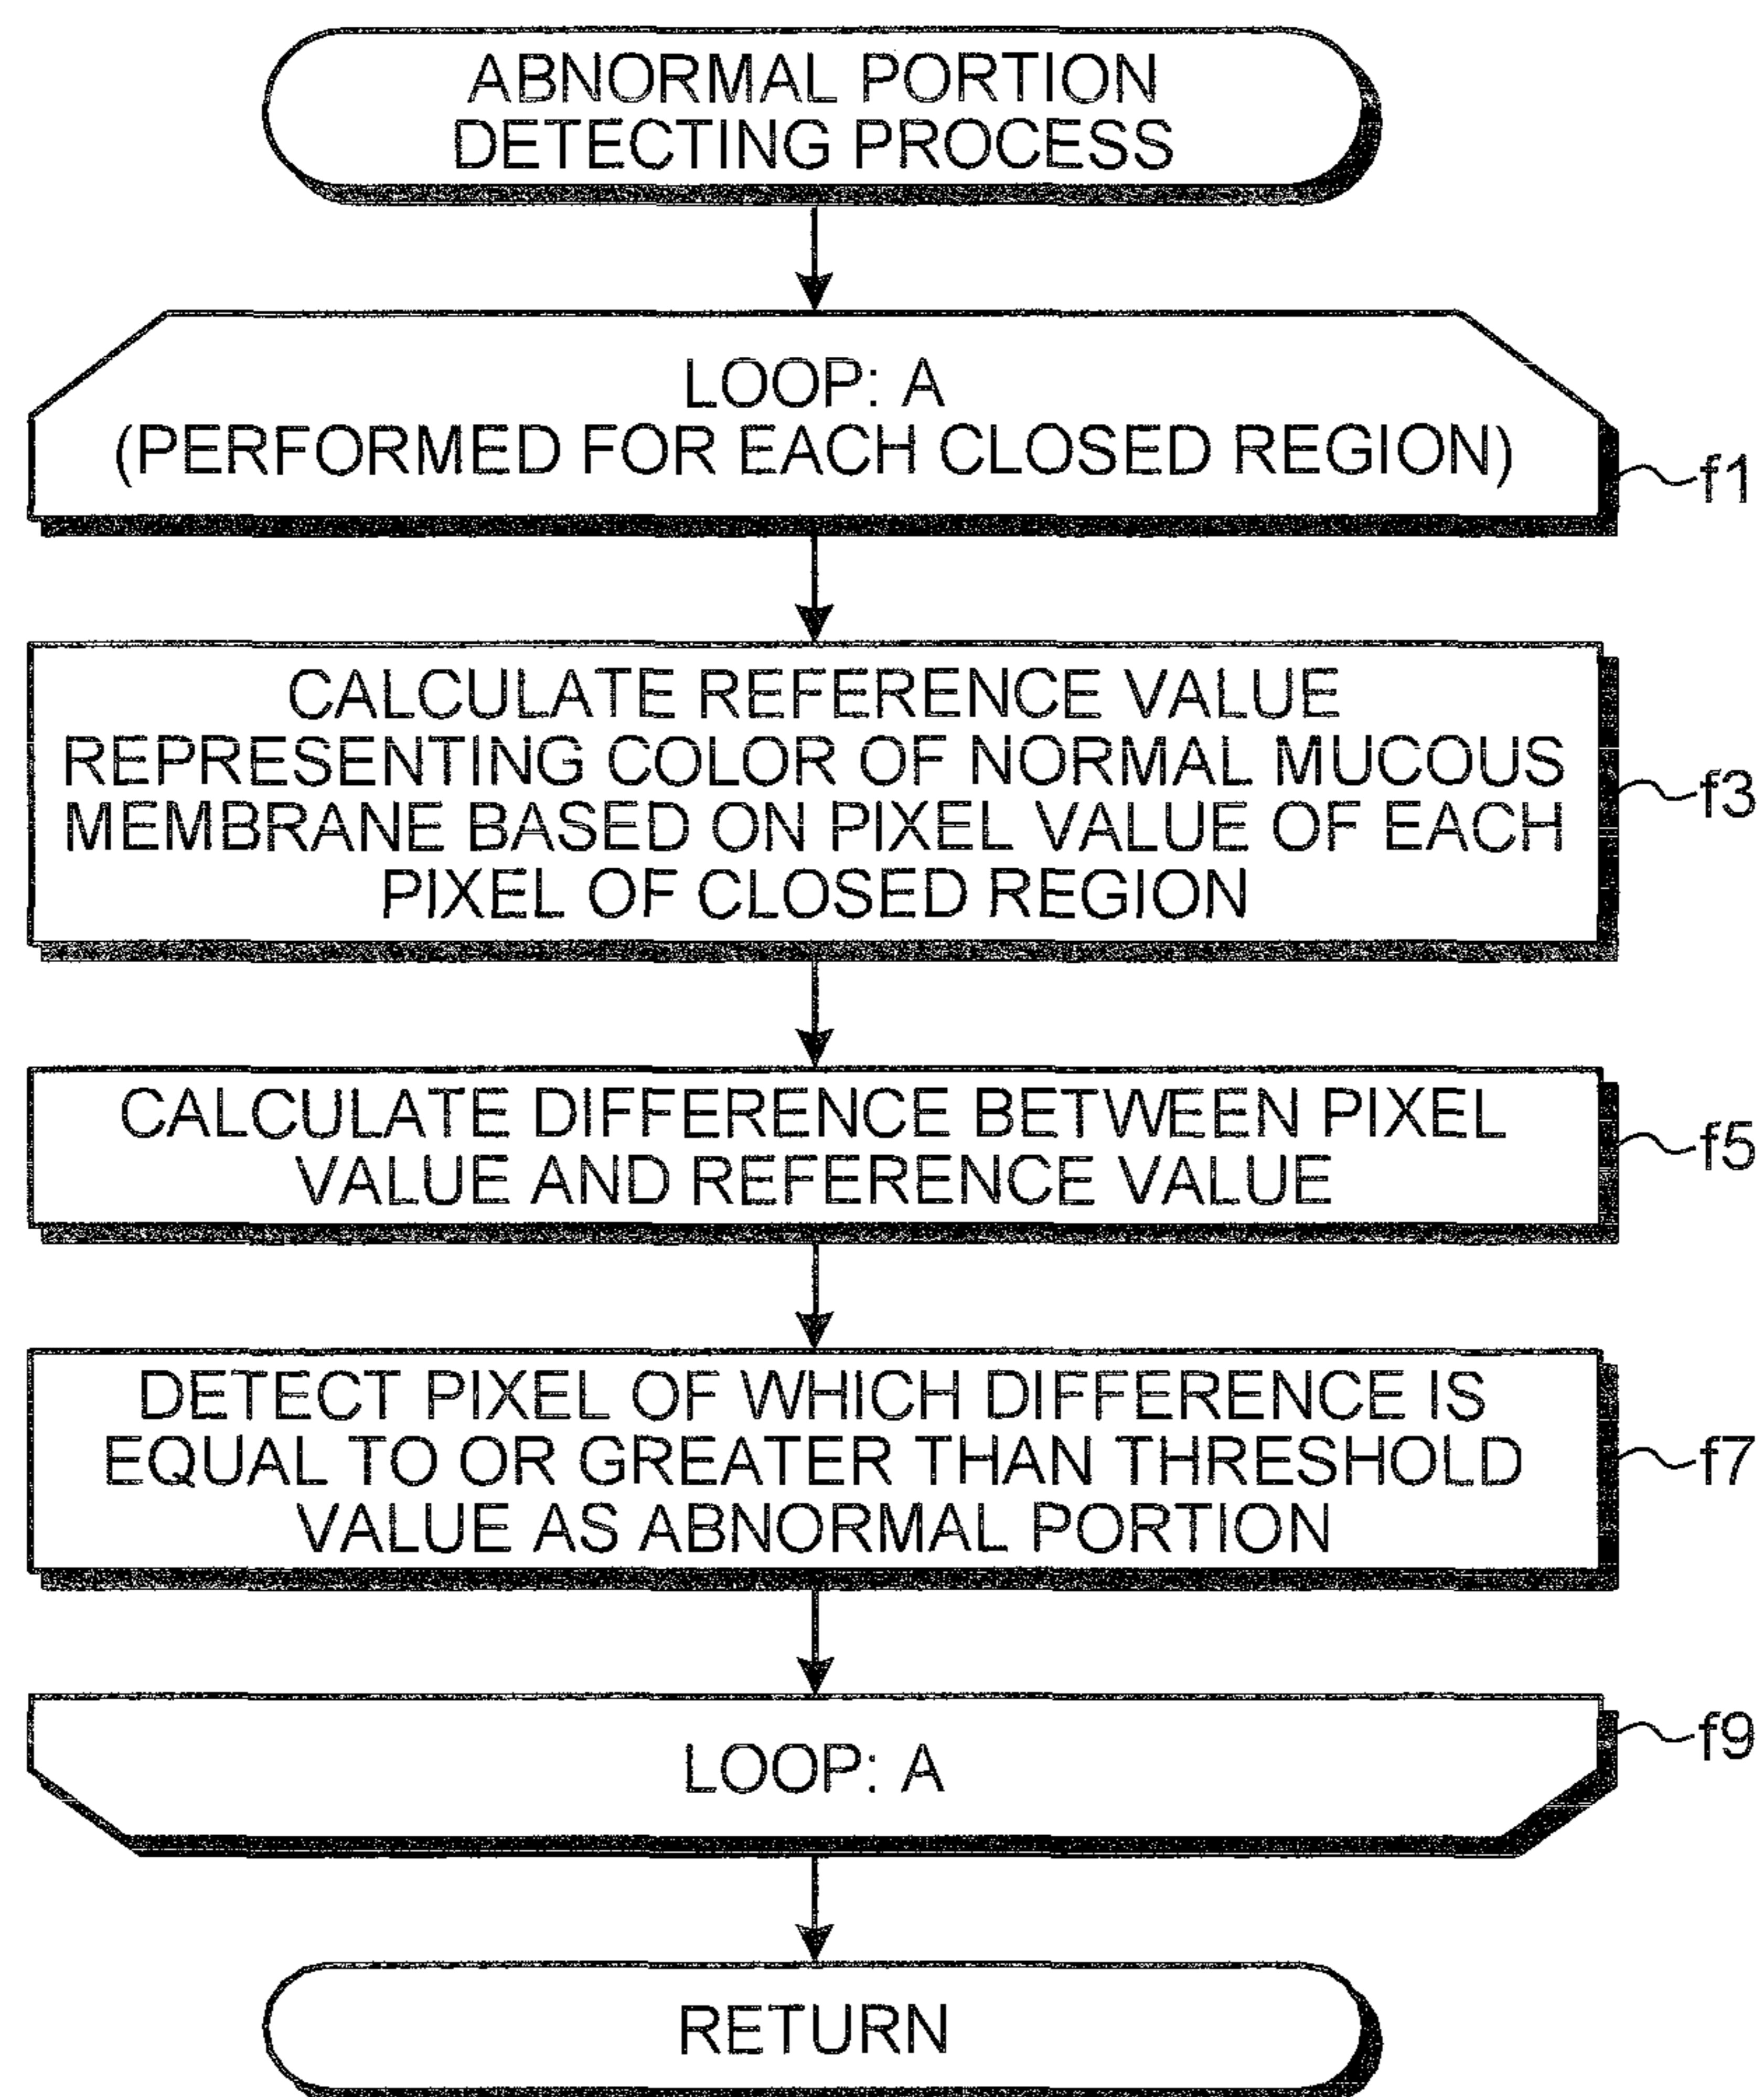 ABNORMAL PORTION
DETECTING PROCESS
LOOP: A
(PERFORMED FOR EACH CLOSED REGION)
f1
CALCULATE REFERENCE VALUE
REPRESENTING COLOR OF NORMAL MUCOUS
MEMBRANE BASED ON PIXEL VALUE OF EACH
PIXEL OF CLOSED REGION
f3
CALCULATE DIFFERENCE BETWEEN PIXEL
VALUE AND REFERENCE VALUE
f5
DETECT PIXEL OF WHICH DIFFERENCE IS
EQUAL TO OR GREATER THAN THRESHOLD
VALUE AS ABNORMAL PORTION
f7
LOOP: A
f9
RETURN